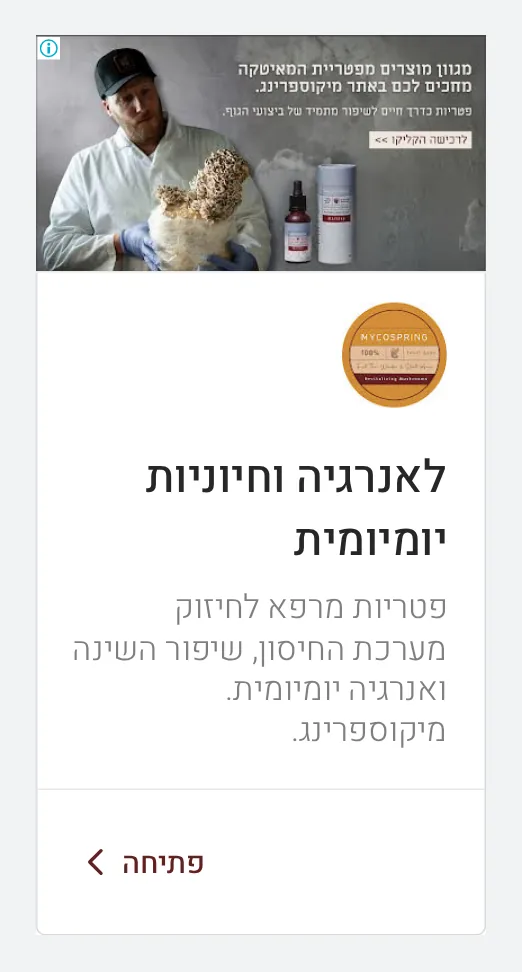 מגוון מוצרים מפטריית המאיטקה
מחכים לכם באתר מיקוספרינג.
פטריות כדרך חיים לשיפור מתמיד של ביצועי הגוף.
לרכישה הקליקו >>
MYCOSPRING
100%
Revitalizing Mushrooms
לאנרגיה וחיוניות
יומיומית
פטריות מרפא לחיזוק
מערכת החיסון, שיפור השינה
ואנרגיה יומיומית.
מיקוספרינג.
פתיחה